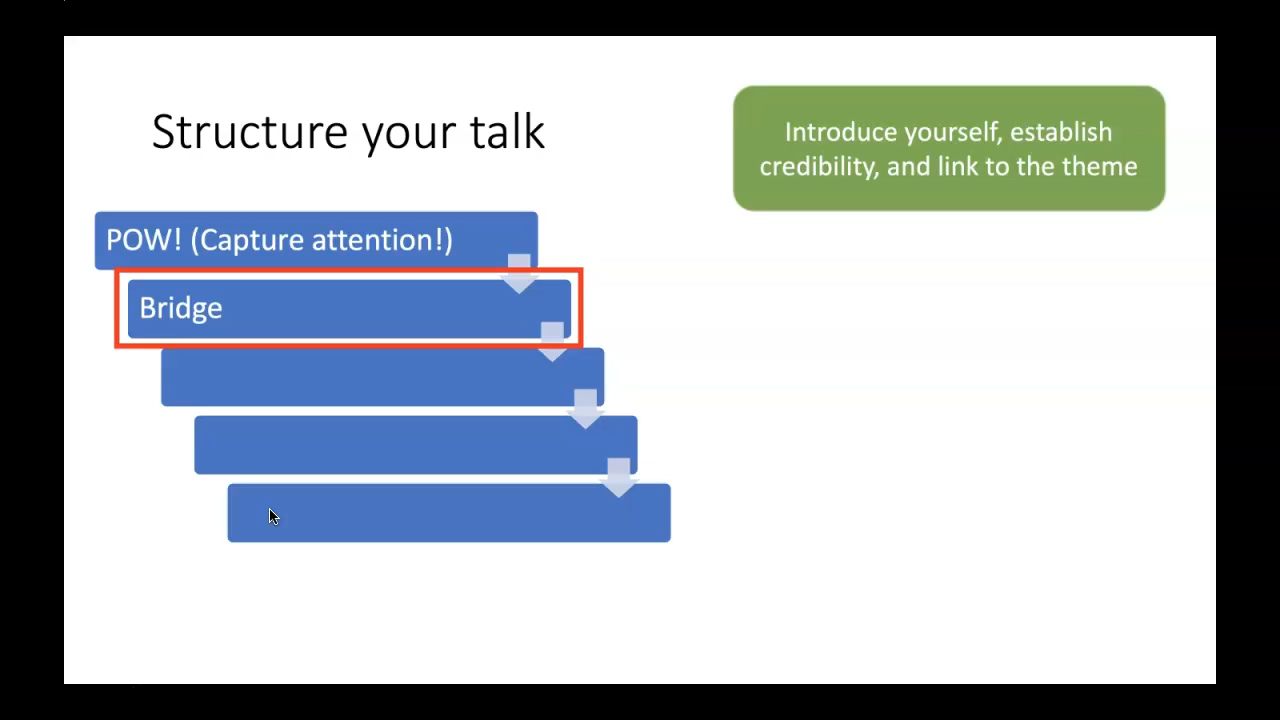 Structure your talk
Introduce yourself, establish
credibility, and link to the theme
POW! (Capture attention!)
Bridge